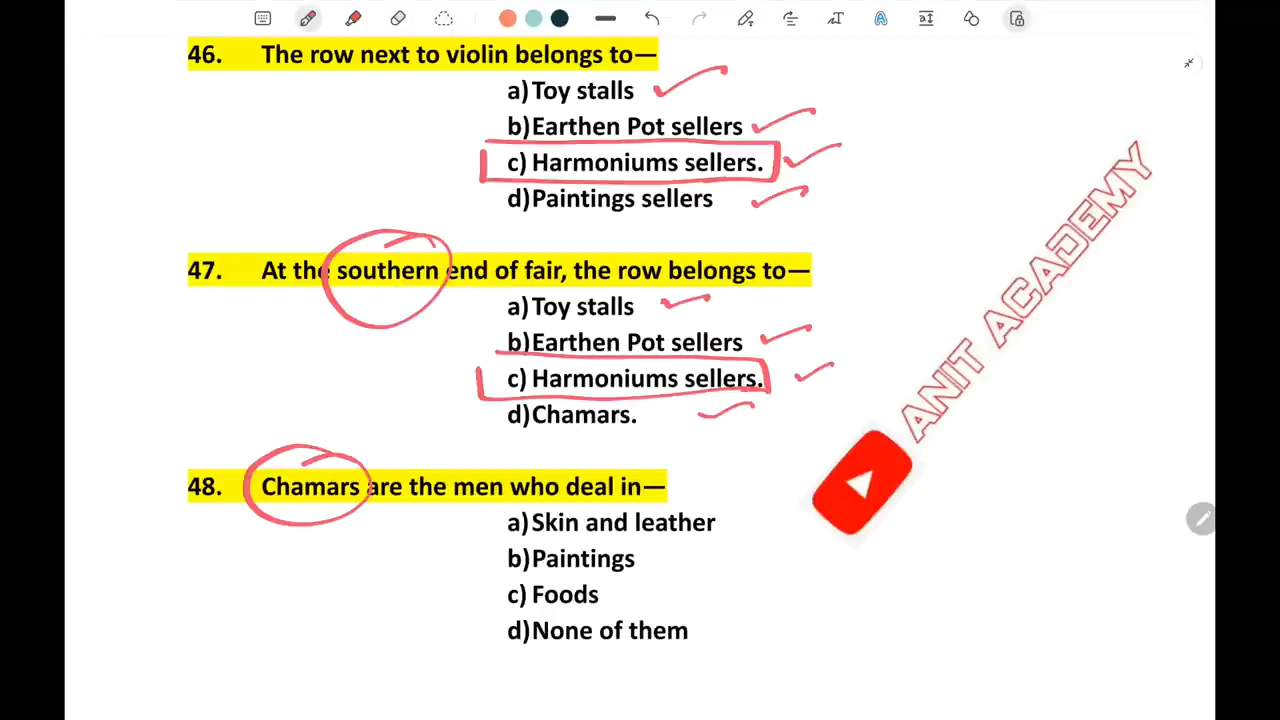 46. The row next to violin belongs to—
a) Toy stalls
b) Earthen Pot sellers
c) Harmoniums sellers.
d) Paintings sellers
47. At the southern end of fair, the row belongs to—
a) Toy stalls
b) Earthen Pot sellers
c) Harmoniums sellers.
d) Chamars.
48. Chamars are the men who deal in—
a) Skin and leather
b) Paintings
c) Foods
d) None of them
ANIT ACADEMY